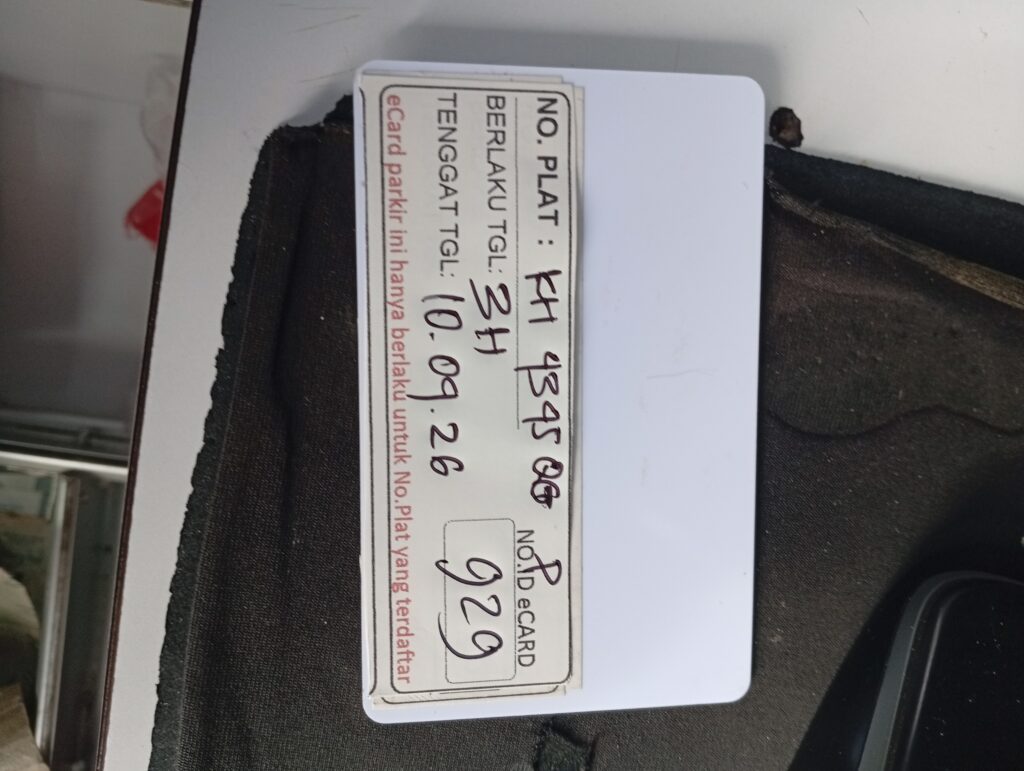 NO. PLAT : KH 4345 QG P
BERLAKU TGL: 3H
TENGGAT TGL: 10.09.26
NO.ID eCARD
929
eCard parkir ini hanya berlaku untuk No.Plat yang terdaftar